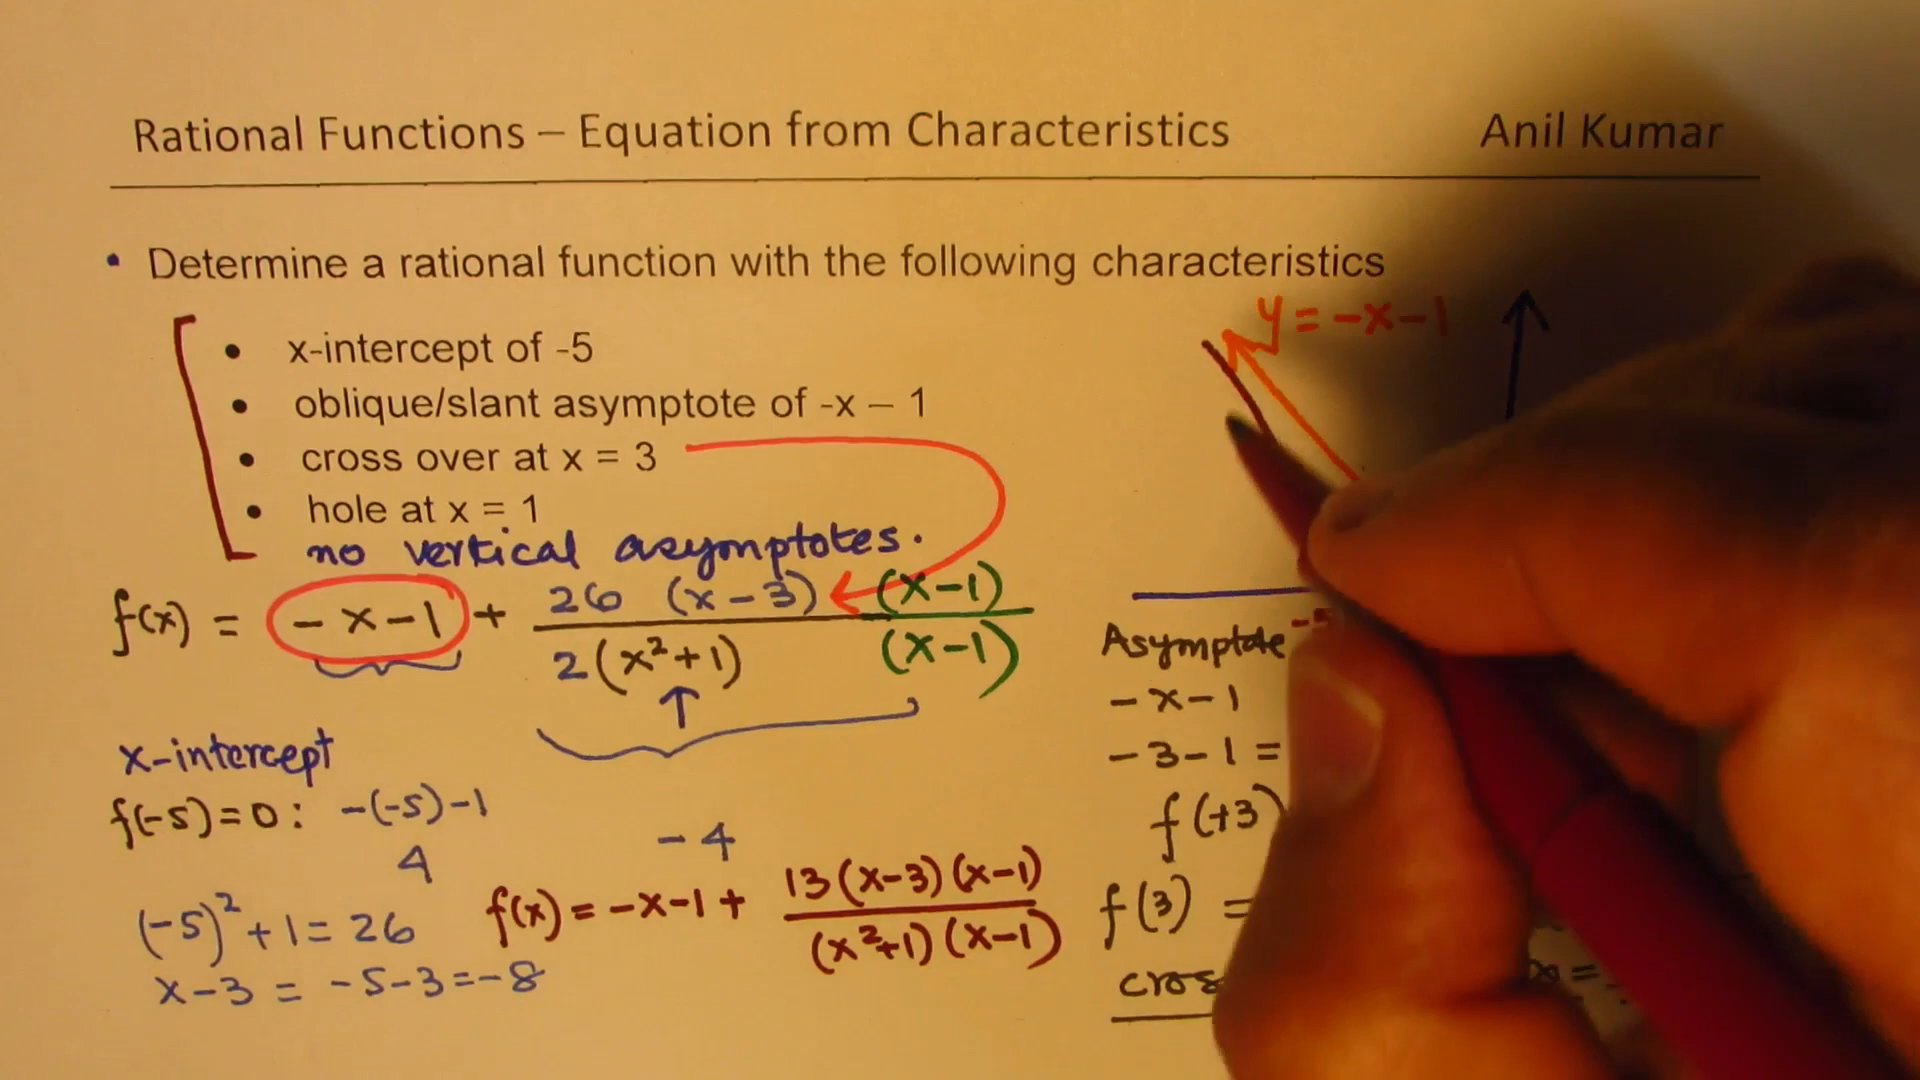 Rational Functions – Equation from Characteristics Anil Kumar
• Determine a rational function with the following characteristics
• x-intercept of -5
• oblique/slant asymptote of -x – 1
• cross over at x = 3
• hole at x = 1
no vertical asymptotes.
y = -x-1
f(x) = -x-1 + 26 (x-3) (x-1)
2(x²+1) (x-1)
Asymptote
-x-1
-3-1 =
f(+3)
f(3) =
x-intercept
f(-5)=0: -(-5)-1
4
-4
(-5)²+1=26
x-3 = -5-3=-8
f(x) = -x-1 + 13(x-3)(x-1)
(x²+1)(x-1)